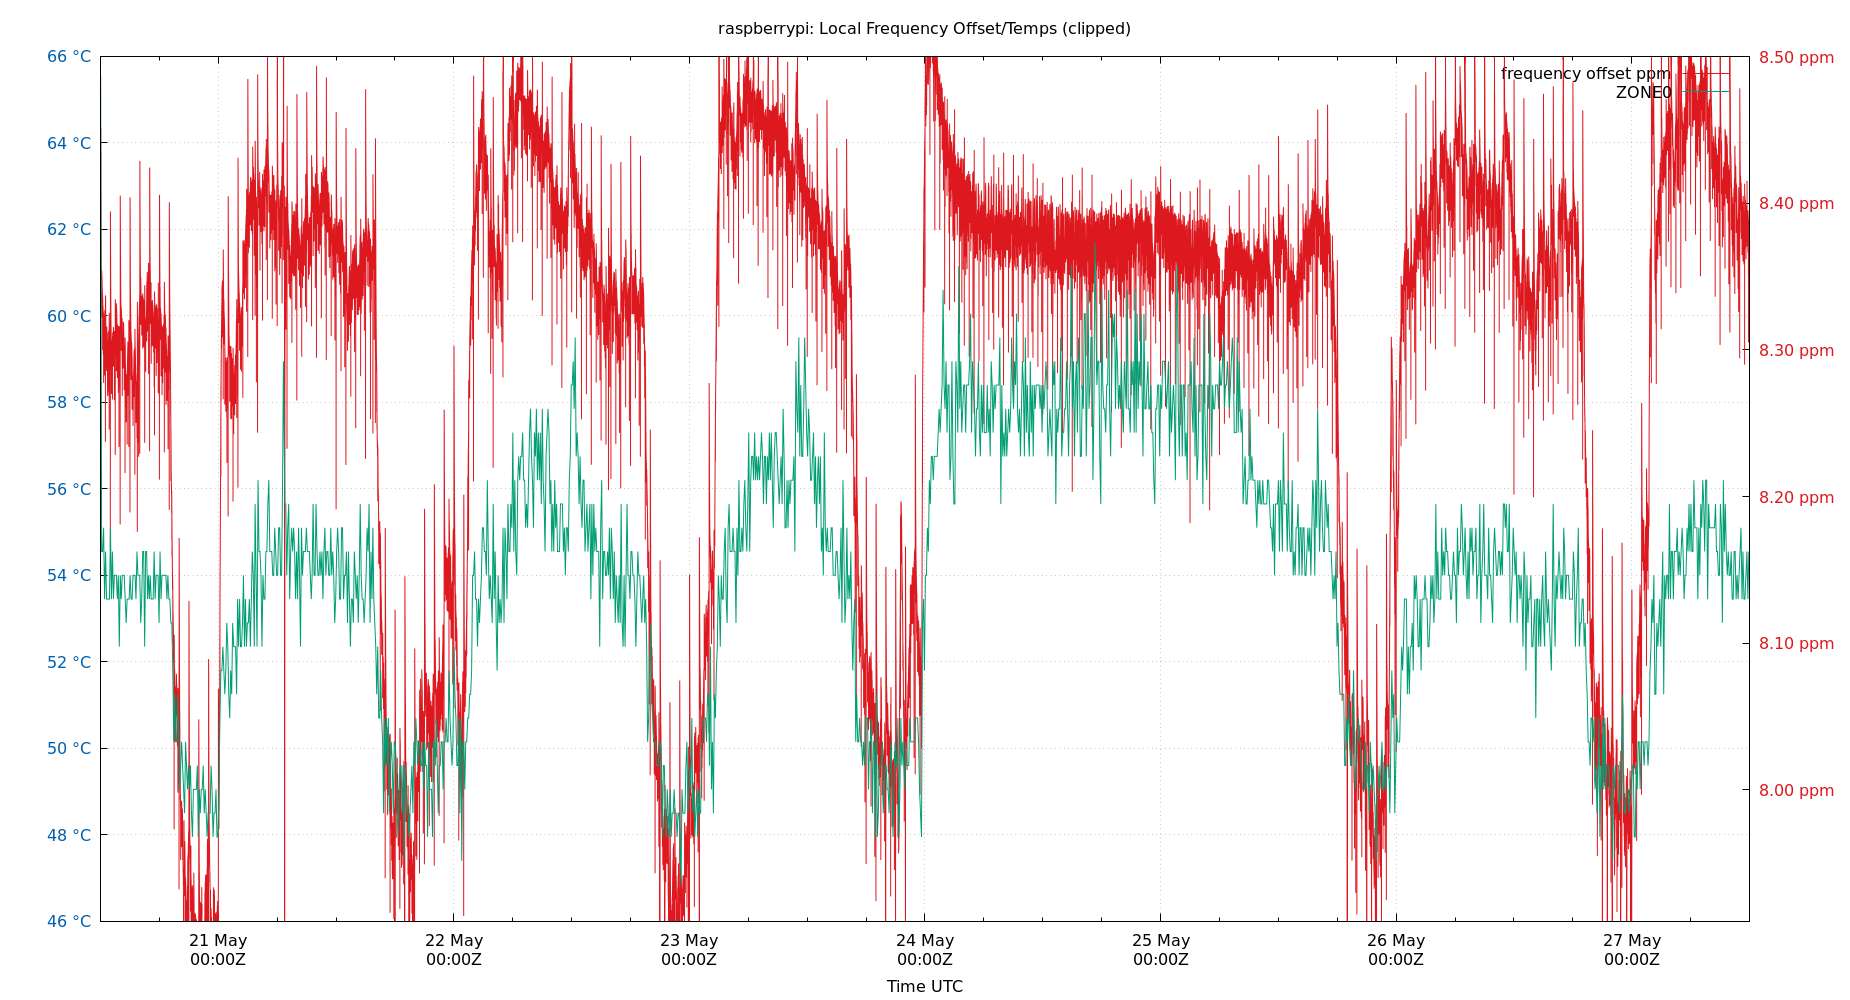 raspberrypi: Local Frequency Offset/Temps (clipped)
66 °C
64 °C
62 °C
60 °C
58 °C
56 °C
54 °C
52 °C
50 °C
48 °C
46 °C
8.50 ppm
8.40 ppm
8.30 ppm
8.20 ppm
8.10 ppm
8.00 ppm
frequency offset ppm
ZONE0
21 May
00:00Z
22 May
00:00Z
23 May
00:00Z
24 May
00:00Z
25 May
00:00Z
26 May
00:00Z
27 May
00:00Z
Time UTC